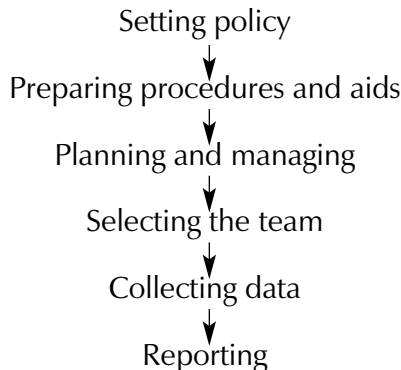 Setting policy
Preparing procedures and aids
Planning and managing
Selecting the team
Collecting data
Reporting